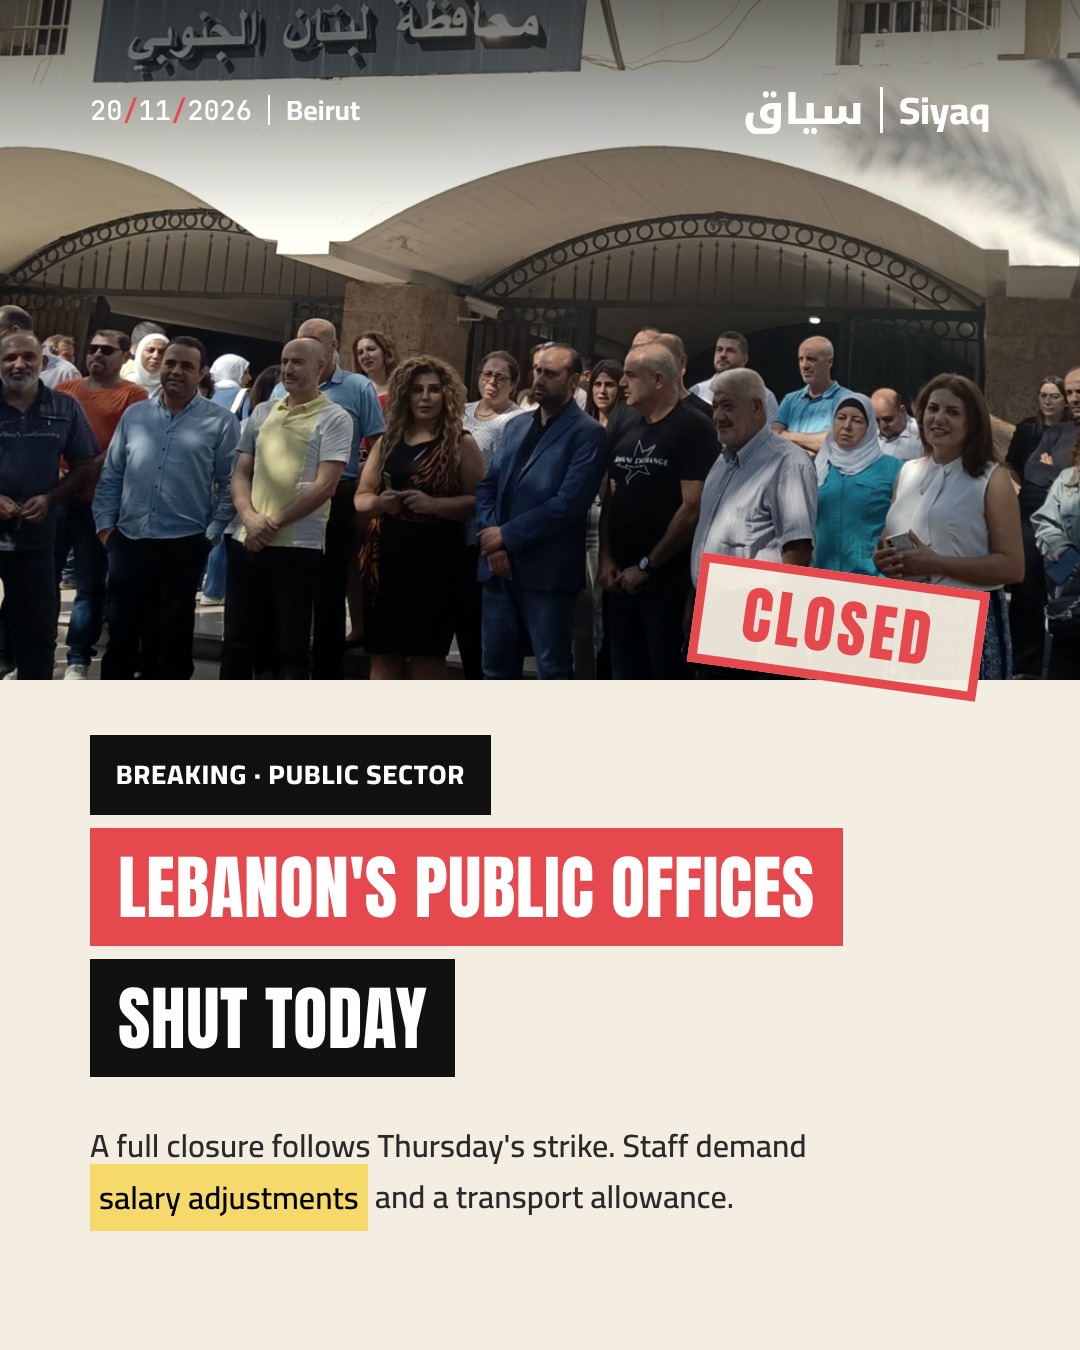 محافظة لبنان الجنوبي
20/11/2026 | Beirut
سياق | Siyaq
CLOSED
BREAKING · PUBLIC SECTOR
LEBANON'S PUBLIC OFFICES
SHUT TODAY
A full closure follows Thursday's strike. Staff demand
salary adjustments and a transport allowance.